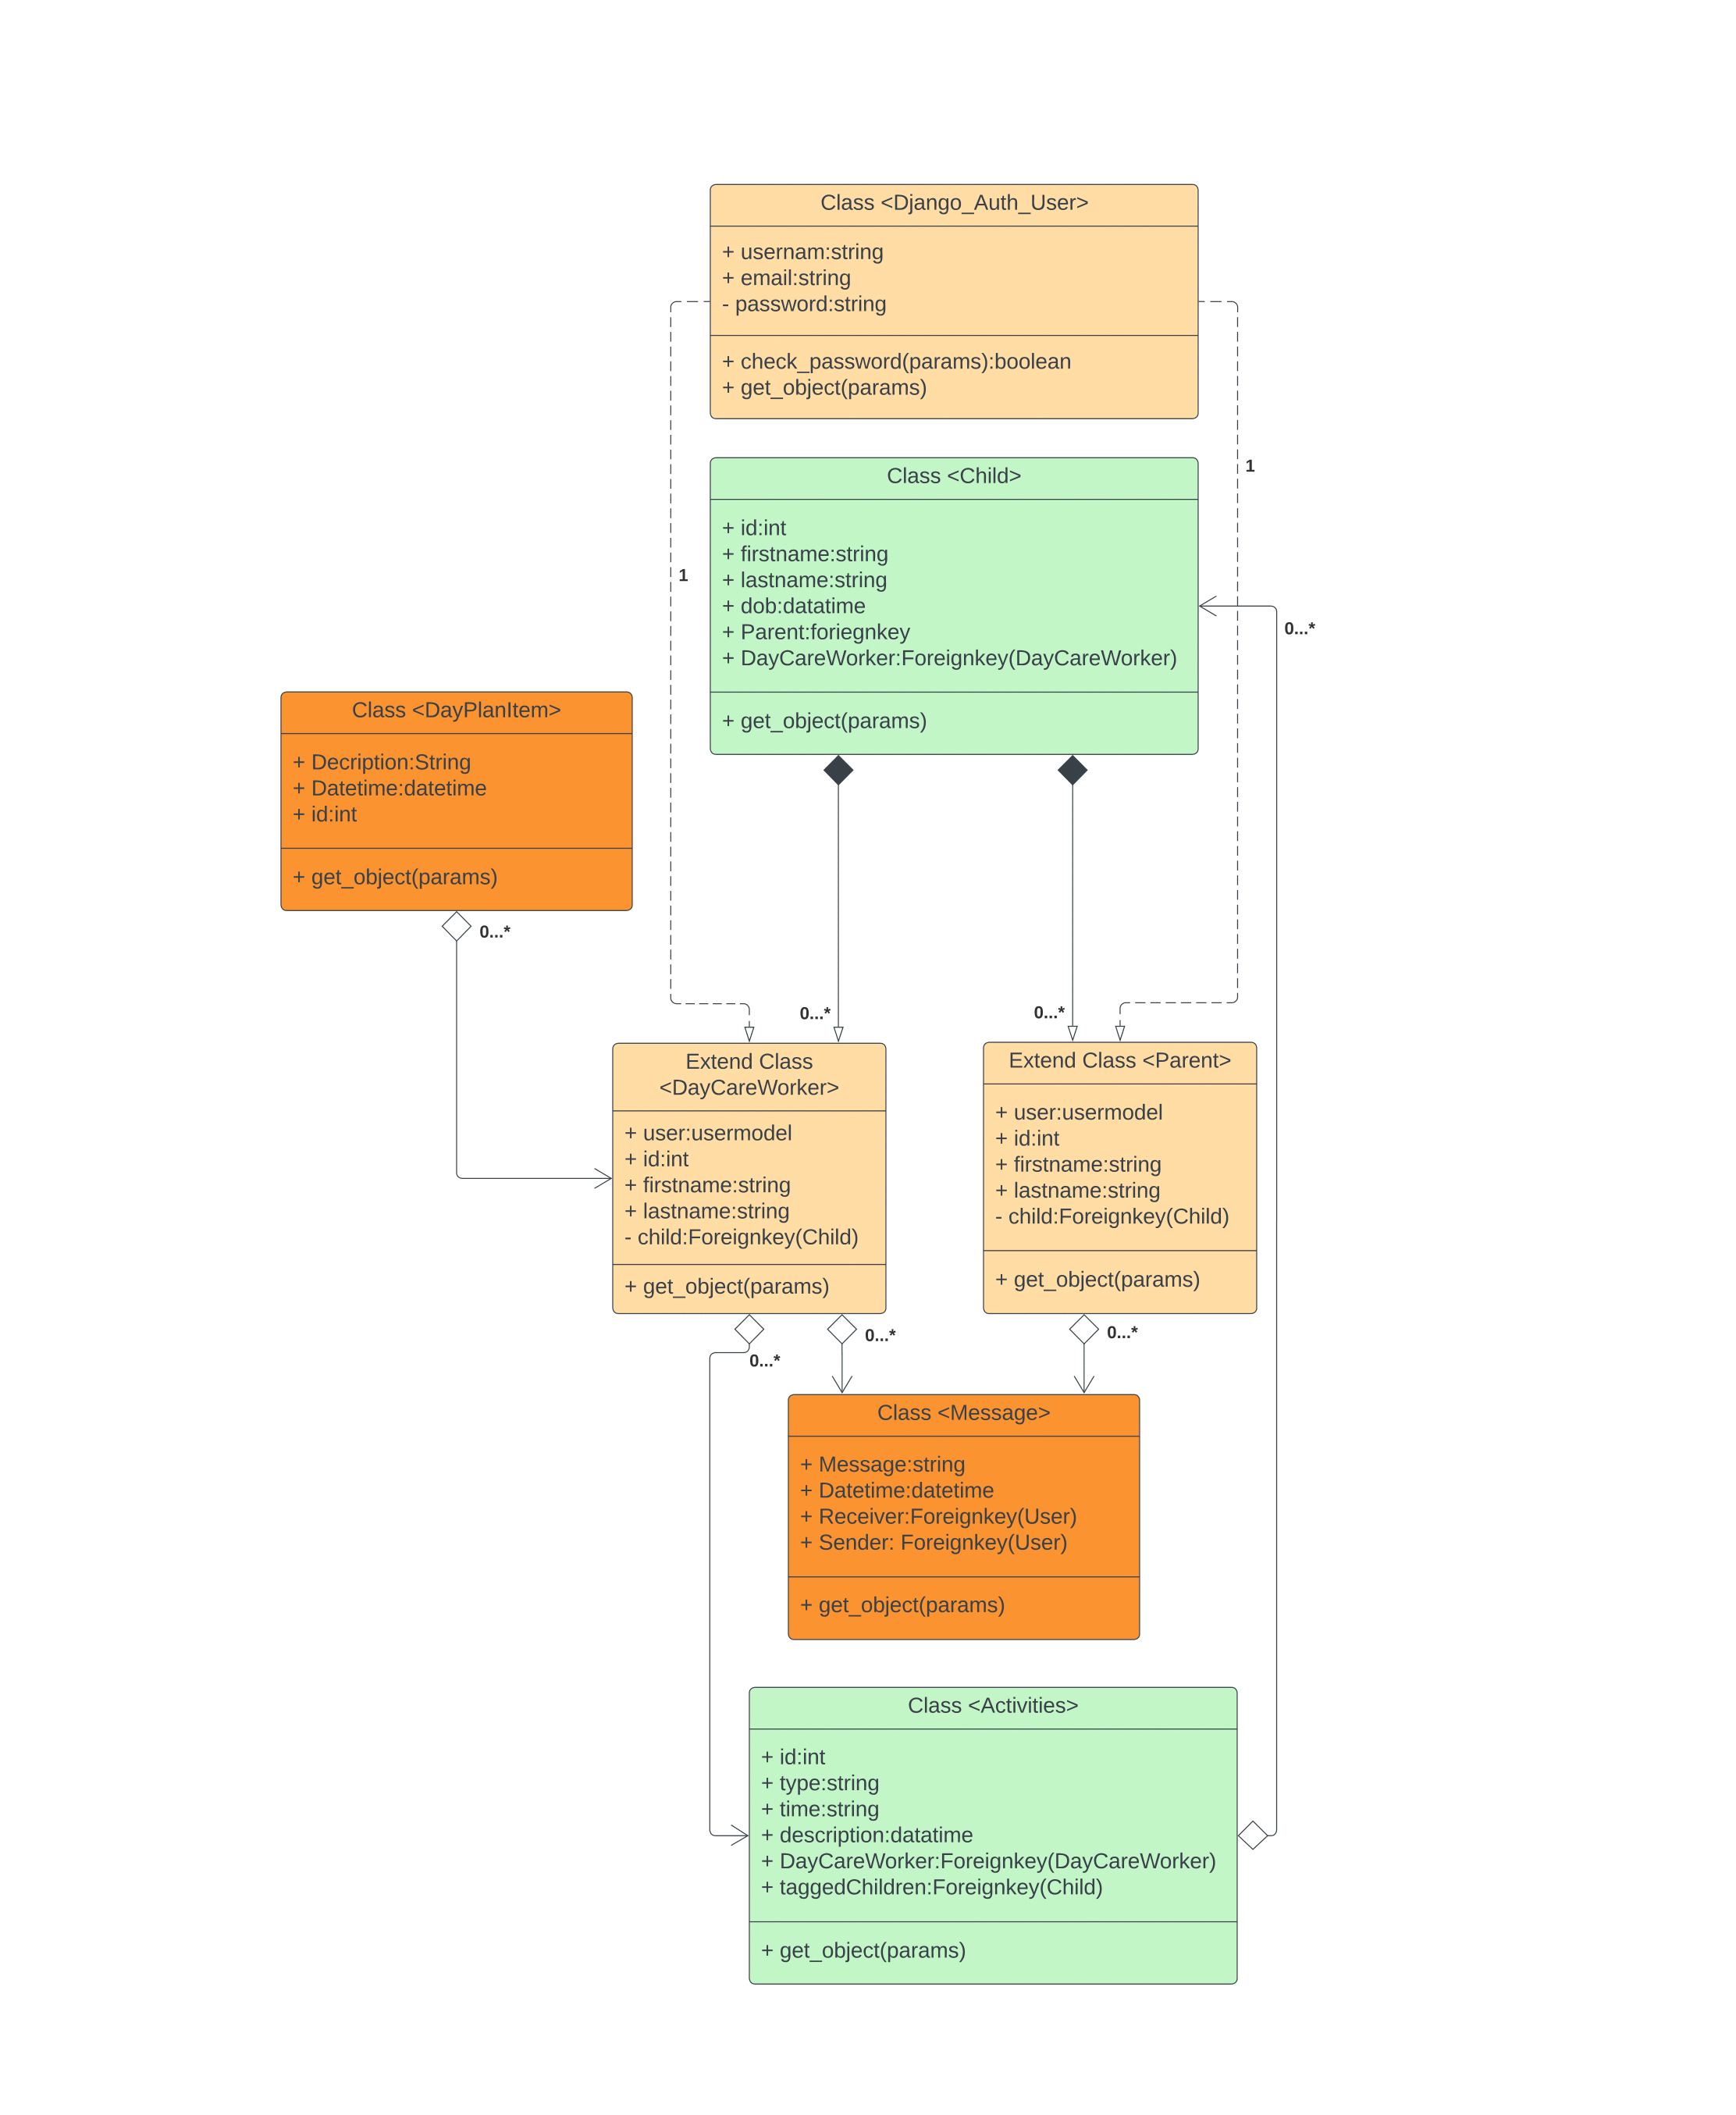 Class <Django_Auth_User>
+ usernam:string
+ email:string
- password:string
+ check_password(params):boolean
+ get_object(params)
1
1
Class <Child>
+ id:int
+ firstname:string
+ lastname:string
+ dob:datatime
+ Parent:foriegnkey
+ DayCareWorker:Foreignkey(DayCareWorker)
+ get_object(params)
0...*
Class <DayPlanItem>
+ Decription:String
+ Datetime:datetime
+ id:int
+ get_object(params)
0...*
0...*
0...*
Extend Class
<DayCareWorker>
+ user:usermodel
+ id:int
+ firstname:string
+ lastname:string
- child:Foreignkey(Child)
+ get_object(params)
Extend Class <Parent>
+ user:usermodel
+ id:int
+ firstname:string
+ lastname:string
- child:Foreignkey(Child)
+ get_object(params)
0...*
0...*
0...*
Class <Message>
+ Message:string
+ Datetime:datetime
+ Receiver:Foreignkey(User)
+ Sender: Foreignkey(User)
+ get_object(params)
Class <Activities>
+ id:int
+ type:string
+ time:string
+ description:datatime
+ DayCareWorker:Foreignkey(DayCareWorker)
+ taggedChildren:Foreignkey(Child)
+ get_object(params)